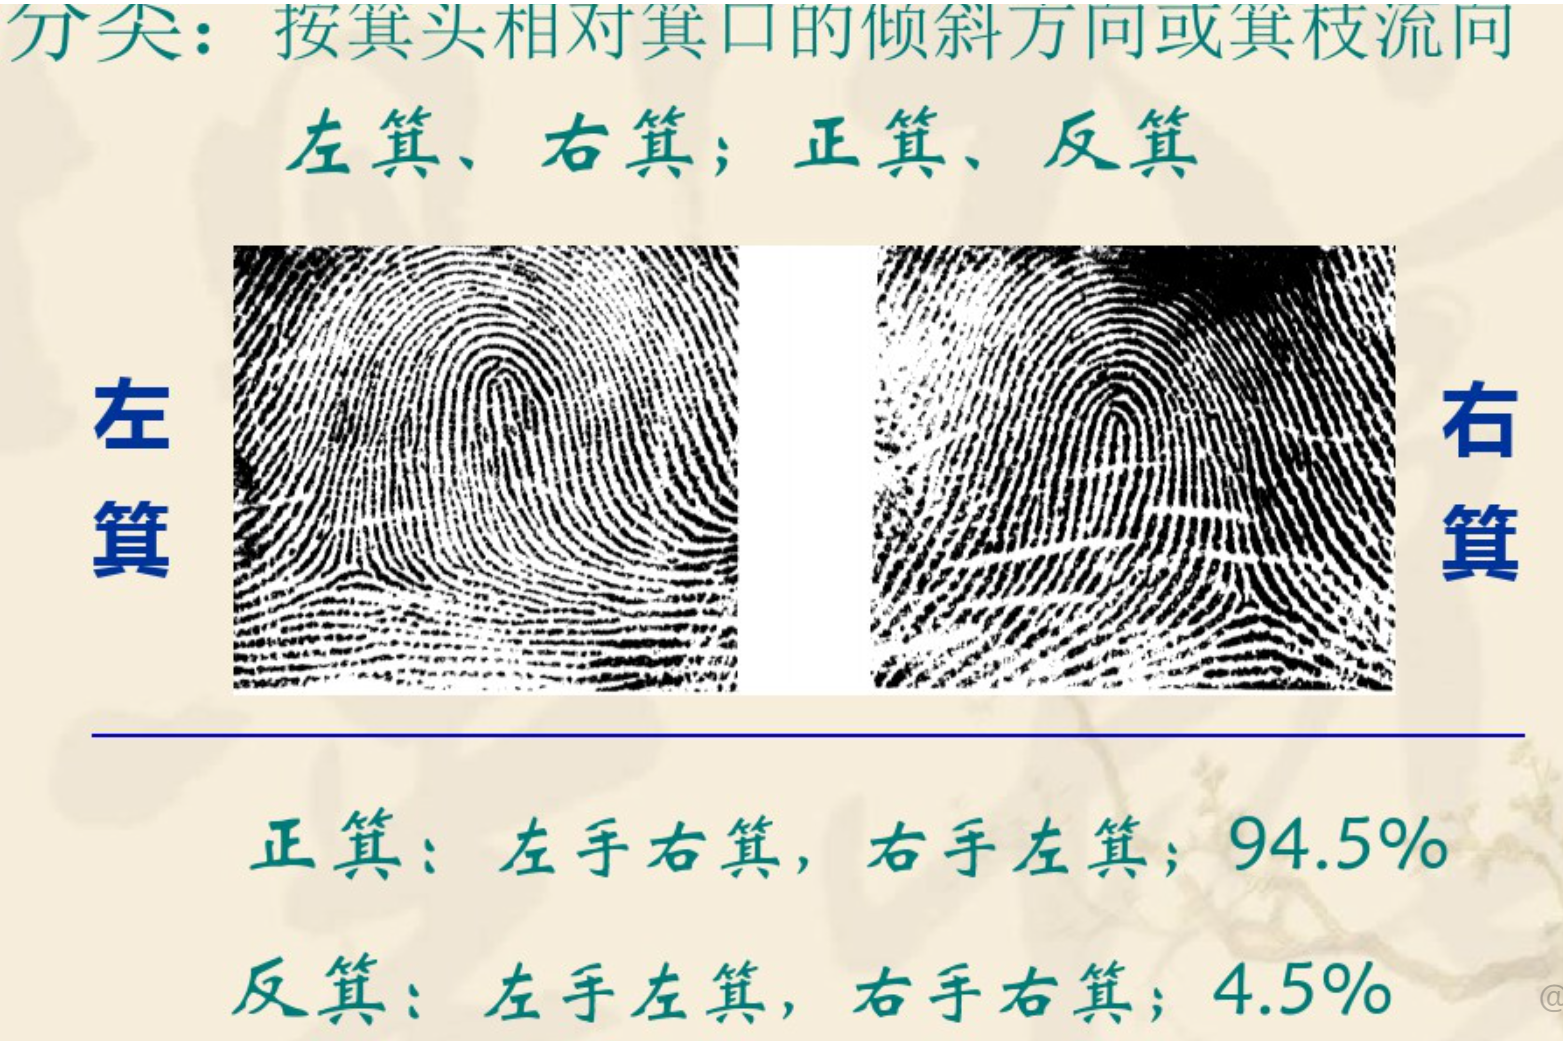 分类：按箕头相对箕口的倾斜方向或箕枝流向
左箕、右箕；正箕、反箕
左箕
右箕
正箕：左手右箕，右手左箕；94.5%
反箕：左手左箕，右手右箕；4.5%
@